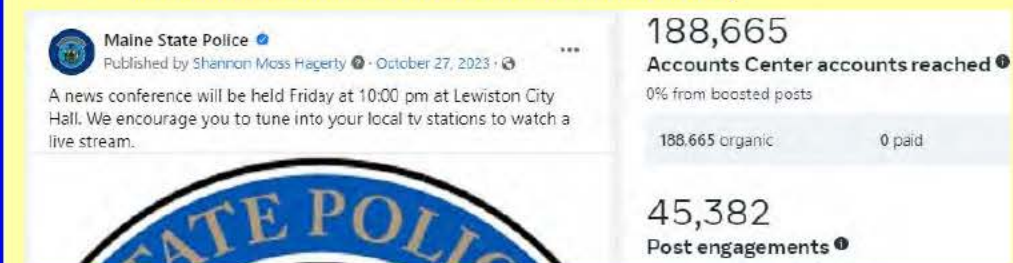 Maine State Police
Published by Shannon Moss Hagerty · October 27, 2023 ·
A news conference will be held Friday at 10:00 pm at Lewiston City
Hall. We encourage you to tune into your local tv stations to watch a
live stream.
STATE POLIC
188,665
Accounts Center accounts reached
0% from boosted posts
188,665 organic 0 paid
45,382
Post engagements